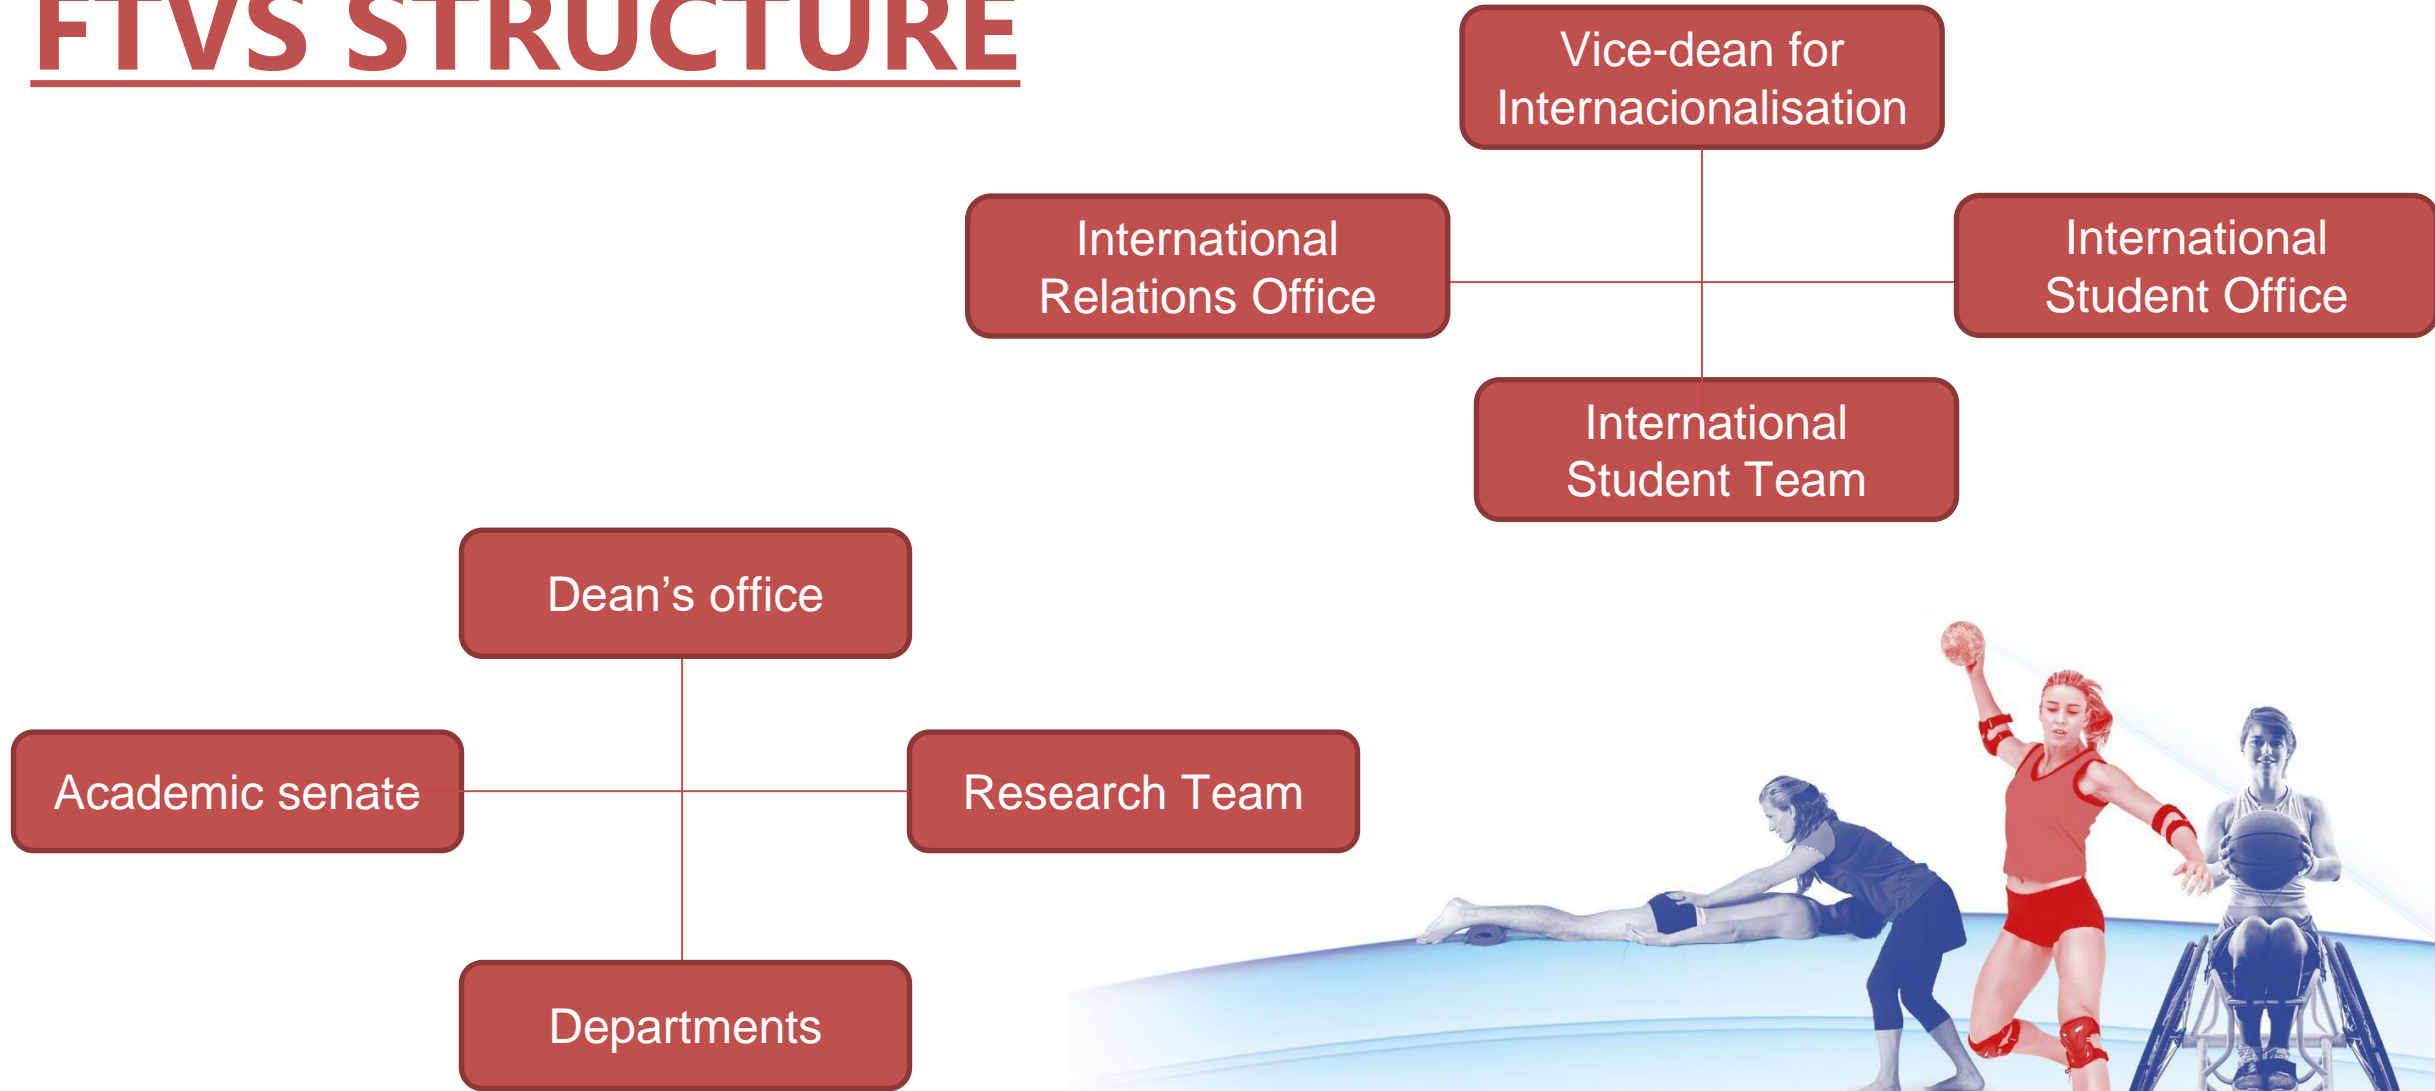 FTVS STRUCTURE
Vice-dean for
Internacionalisation
International
Relations Office
International
Student Office
International
Student Team
Dean’s office
Academic senate
Research Team
Departments